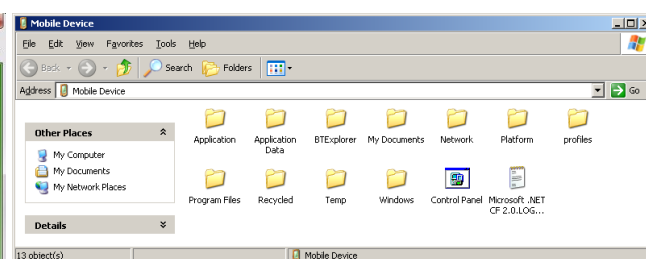 Mobile Device
File Edit View Favorites Tools Help
Back Search Folders
Address Mobile Device Go
Other Places
My Computer
My Documents
My Network Places
Details
Application Application Data BTExplorer My Documents Network Platform profiles
Program Files Recycled Temp Windows Control Panel Microsoft .NET CF 2.0.LOG...
13 object(s) Mobile Device